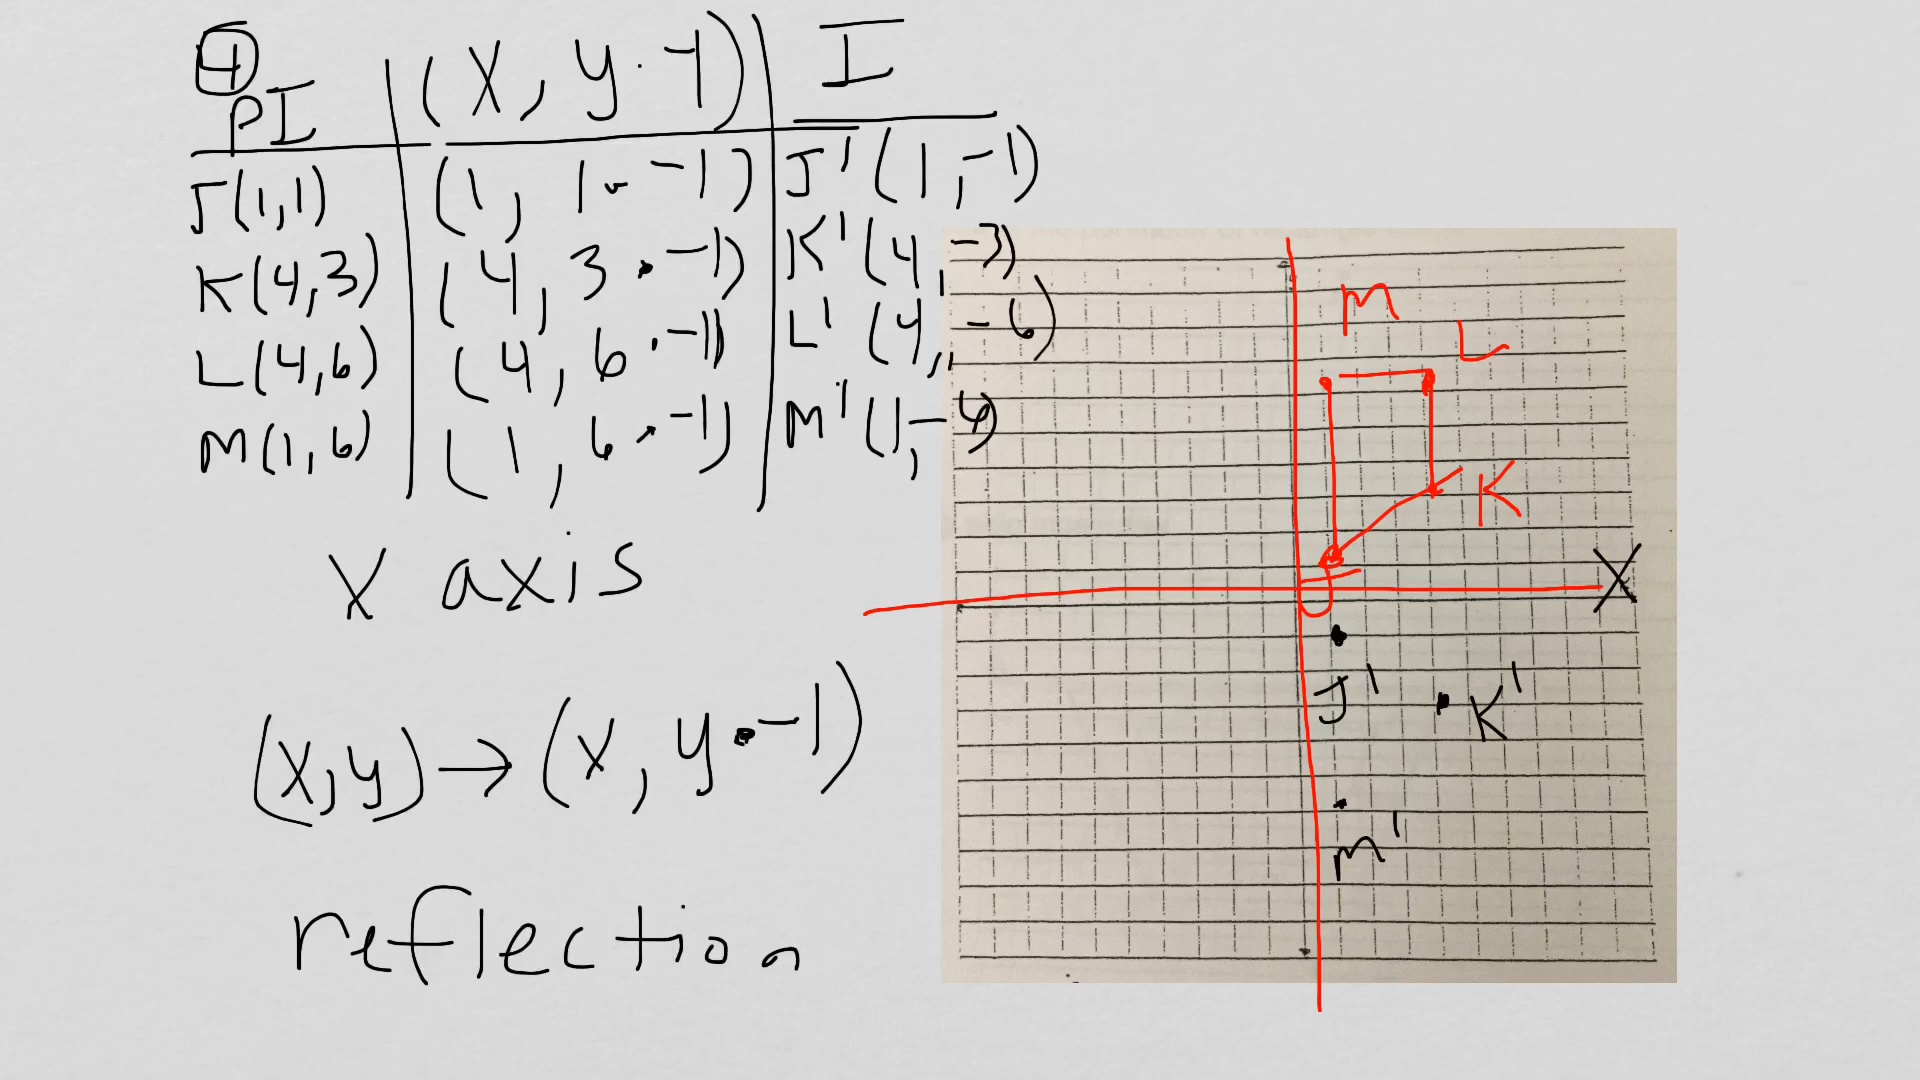 4
PI (X, y · -1) I
J(1,1) (1, 1 · -1) J'(1,-1)
K(4,3) (4, 3 · -1) K'(4,-3)
L(4,6) (4, 6 · -1) L'(4,-6)
M(1,6) (1, 6 · -1) M'(1,-4)
X axis
(X,y) → (X, y · -1)
reflection
M
L
K
J
X
J'
K'
M'